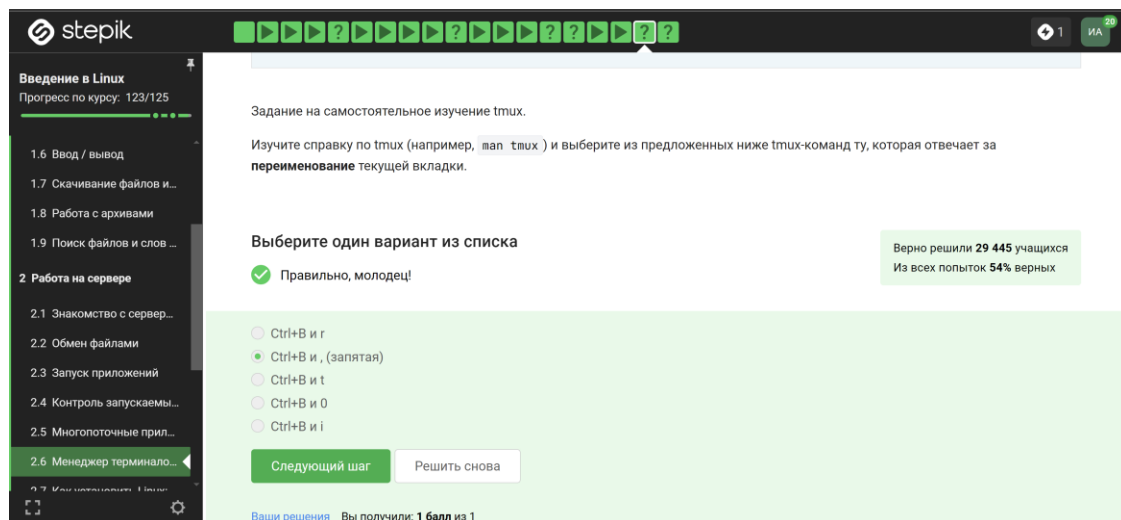 stepik
? ? ? ? ? ?
1
ИА
20
Введение в Linux
Прогресс по курсу: 123/125
1.6 Ввод / вывод
1.7 Скачивание файлов и...
1.8 Работа с архивами
1.9 Поиск файлов и слов ...
2 Работа на сервере
2.1 Знакомство с сервер...
2.2 Обмен файлами
2.3 Запуск приложений
2.4 Контроль запускаемы...
2.5 Многопоточные прил...
2.6 Менеджер терминало...
2.7 Как установить Linux:
Задание на самостоятельное изучение tmux.
Изучите справку по tmux (например, man tmux ) и выберите из предложенных ниже tmux-команд ту, которая отвечает за
переименование текущей вкладки.
Выберите один вариант из списка
Правильно, молодец!
Верно решили 29 445 учащихся
Из всех попыток 54% верных
Ctrl+B и r
Ctrl+B и , (запятая)
Ctrl+B и t
Ctrl+B и 0
Ctrl+B и i
Следующий шаг
Решить снова
Ваши решения Вы получили: 1 балл из 1